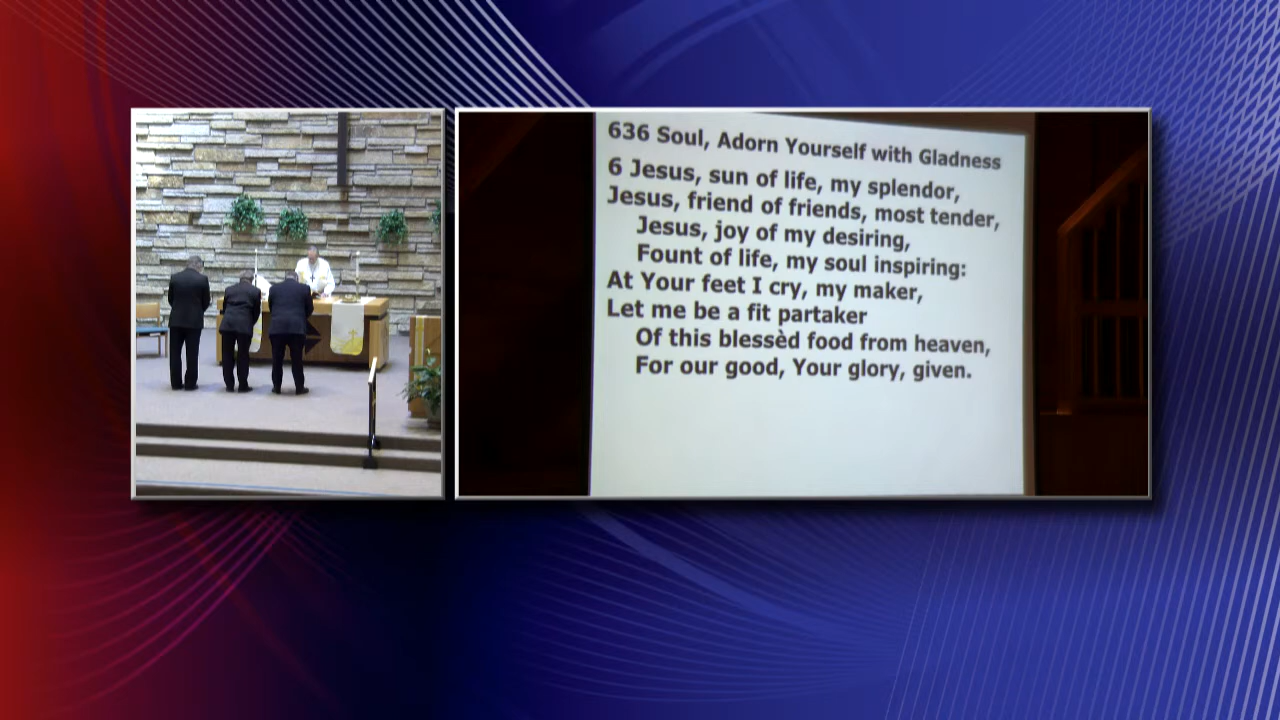 636 Soul, Adorn Yourself with Gladness
6 Jesus, sun of life, my splendor,
Jesus, friend of friends, most tender,
Jesus, joy of my desiring,
Fount of life, my soul inspiring:
At Your feet I cry, my maker,
Let me be a fit partaker
Of this blessèd food from heaven,
For our good, Your glory, given.